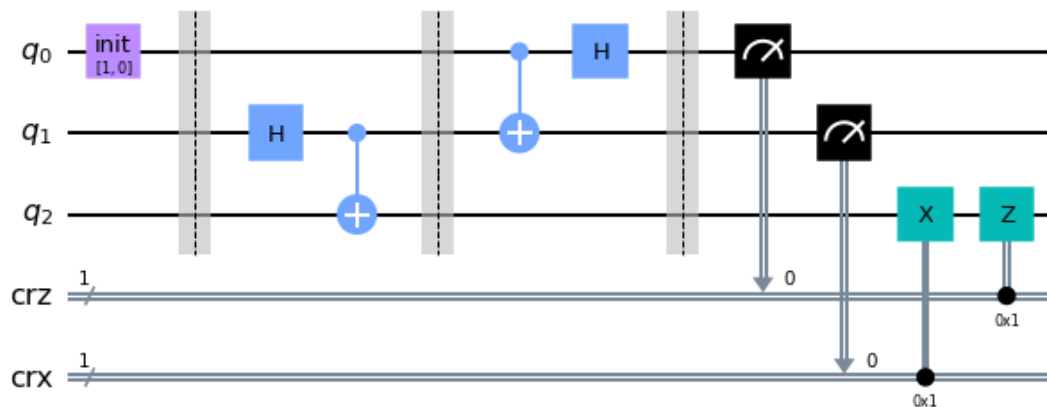 q0 init [1,0] H
q1 H
q2 X Z
crz 1 0 0x1
crx 1 0 0x1